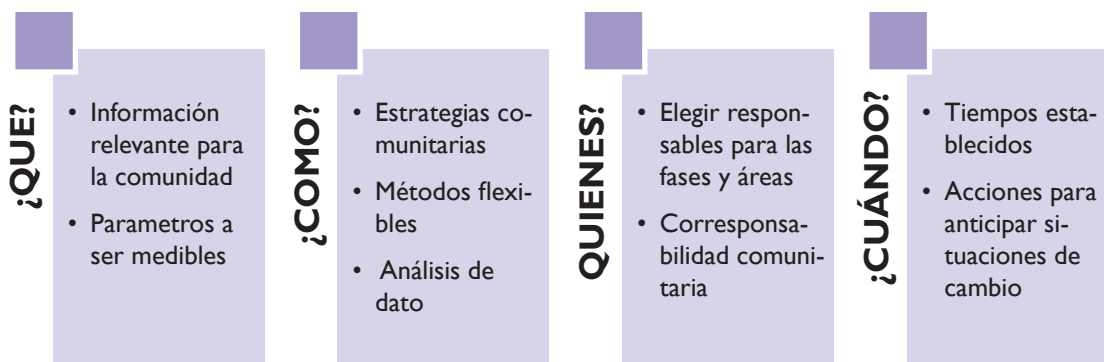 ¿QUE?
• Información
relevante para
la comunidad
• Parametros a
ser medibles
¿COMO?
• Estrategias co-
munitarias
• Métodos flexi-
bles
• Análisis de
dato
QUIENES?
• Elegir respon-
sables para las
fases y áreas
• Corresponsa-
bilidad comuni-
taria
¿CUÁNDO?
• Tiempos esta-
blecidos
• Acciones para
anticipar si-
tuaciones de
cambio